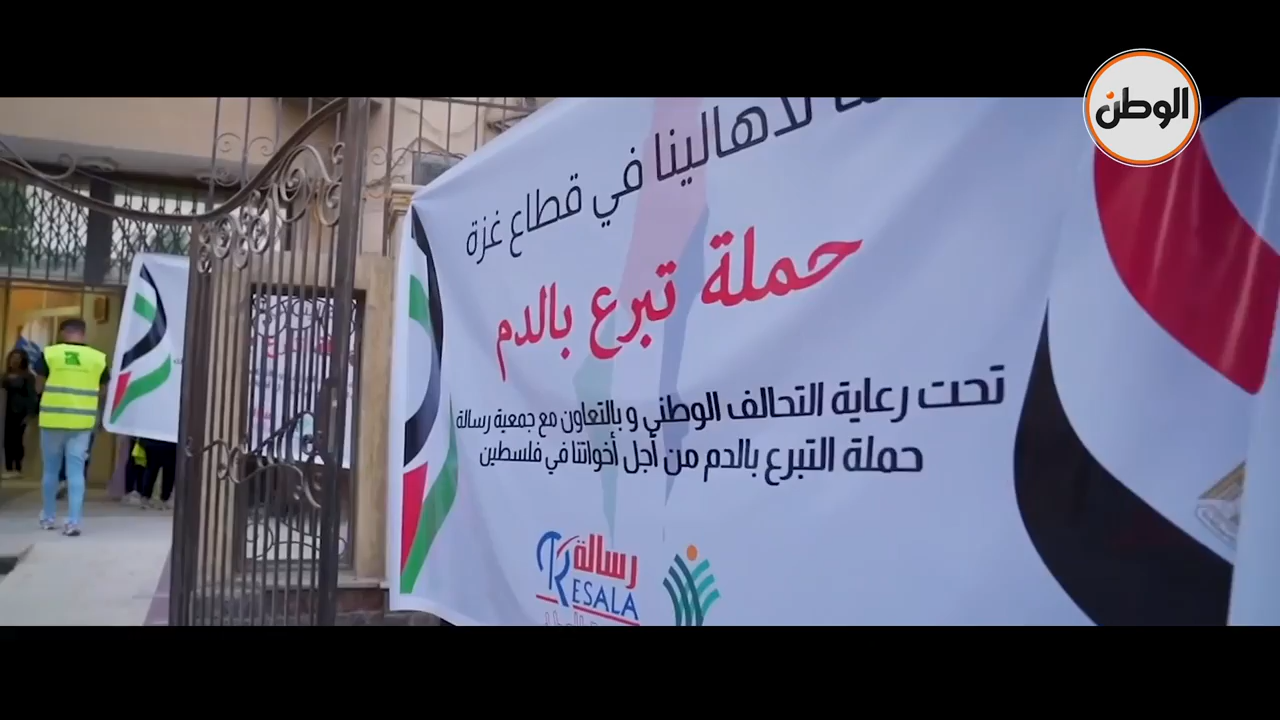 الوطن
لاهالينا في قطاع غزة
حملة تبرع بالدم
تحت رعاية التحالف الوطني و بالتعاون مع جمعية رسالة
حملة التبرع بالدم من أجل أخواتنا في فلسطين
رسالة
RESALA